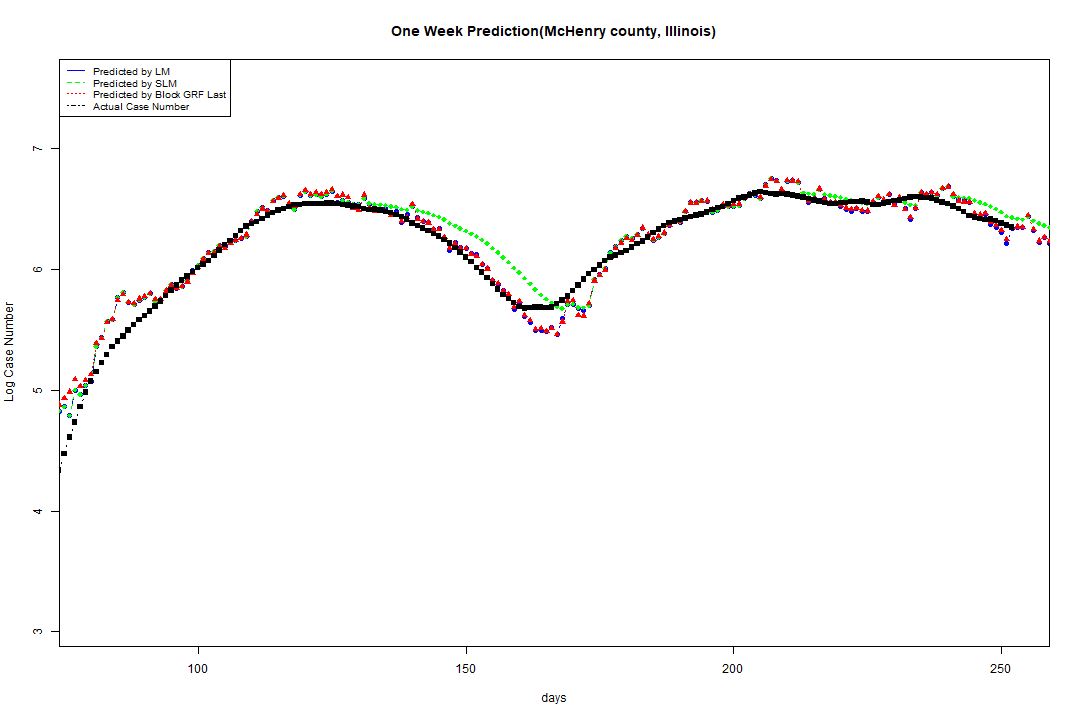 One Week Prediction(McHenry county, Illinois)
Predicted by LM
Predicted by SLM
Predicted by Block GRF Last
Actual Case Number
7
6
5
4
3
Log Case Number
100 150 200 250
days